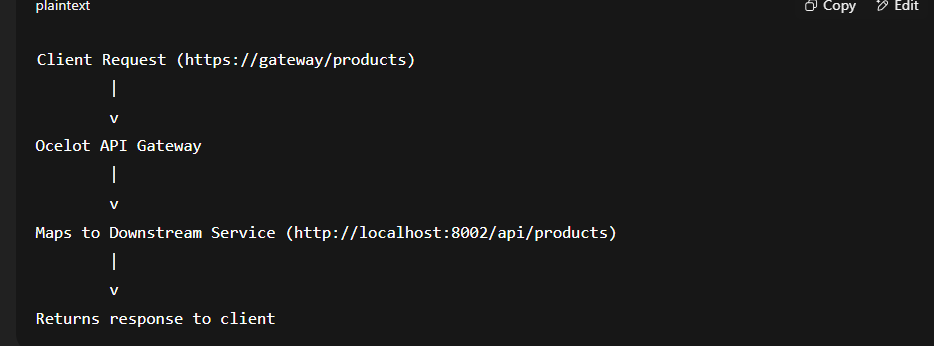 plaintext
Copy
Edit
Client Request (https://gateway/products)
|
v
Ocelot API Gateway
|
v
Maps to Downstream Service (http://localhost:8002/api/products)
|
v
Returns response to client